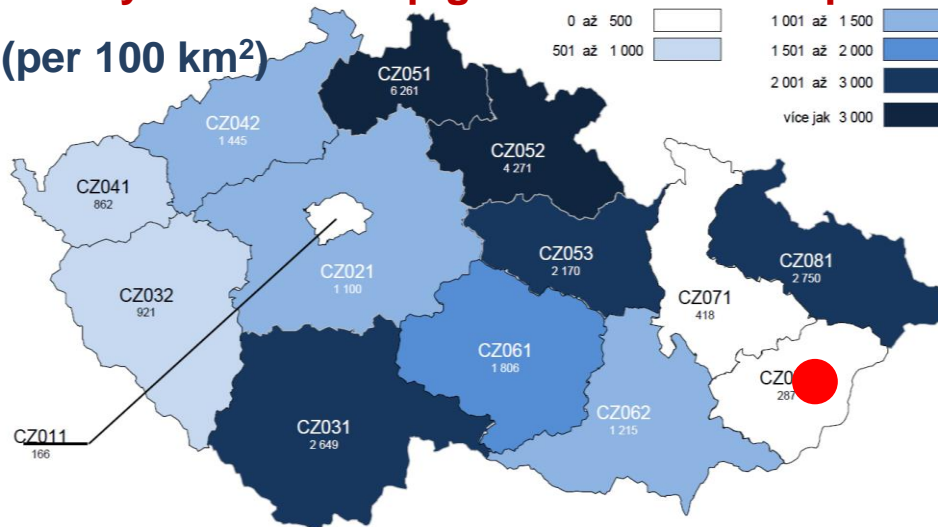 (per 100 km²)
0 až 500
501 až 1 000
1 001 až 1 500
1 501 až 2 000
2 001 až 3 000
více jak 3 000
CZ051
6 261
CZ042
1 445
CZ052
4 271
CZ041
862
CZ053
2 170
CZ081
2 750
CZ021
1 100
CZ032
921
CZ071
418
CZ061
1 806
CZ0
287
CZ062
1 215
CZ031
2 649
CZ011
166